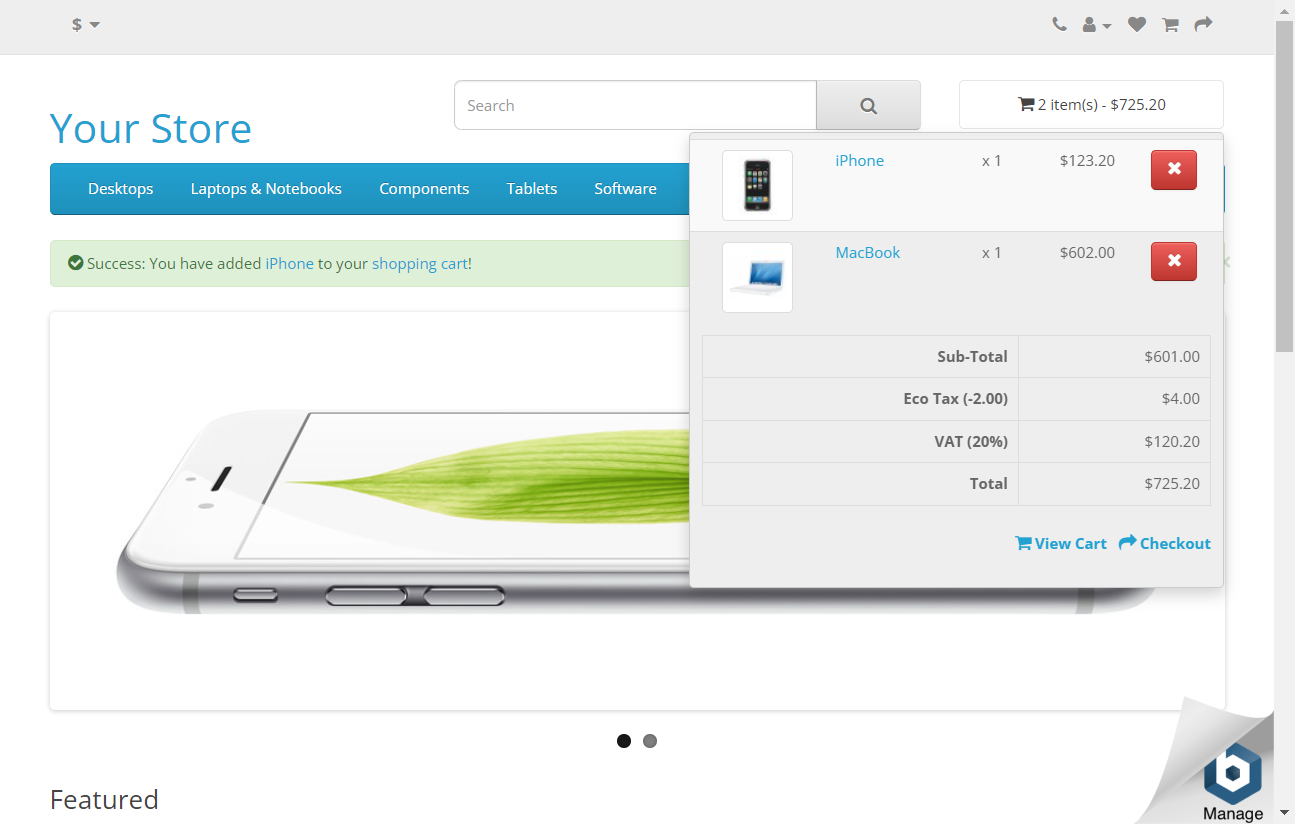 $
Search
2 item(s) - $725.20
Your Store
Desktops
Laptops & Notebooks
Components
Tablets
Software
iPhone x 1 $123.20
MacBook x 1 $602.00
Sub-Total $601.00
Eco Tax (-2.00) $4.00
VAT (20%) $120.20
Total $725.20
View Cart
Checkout
Success: You have added iPhone to your shopping cart!
Featured
Manage